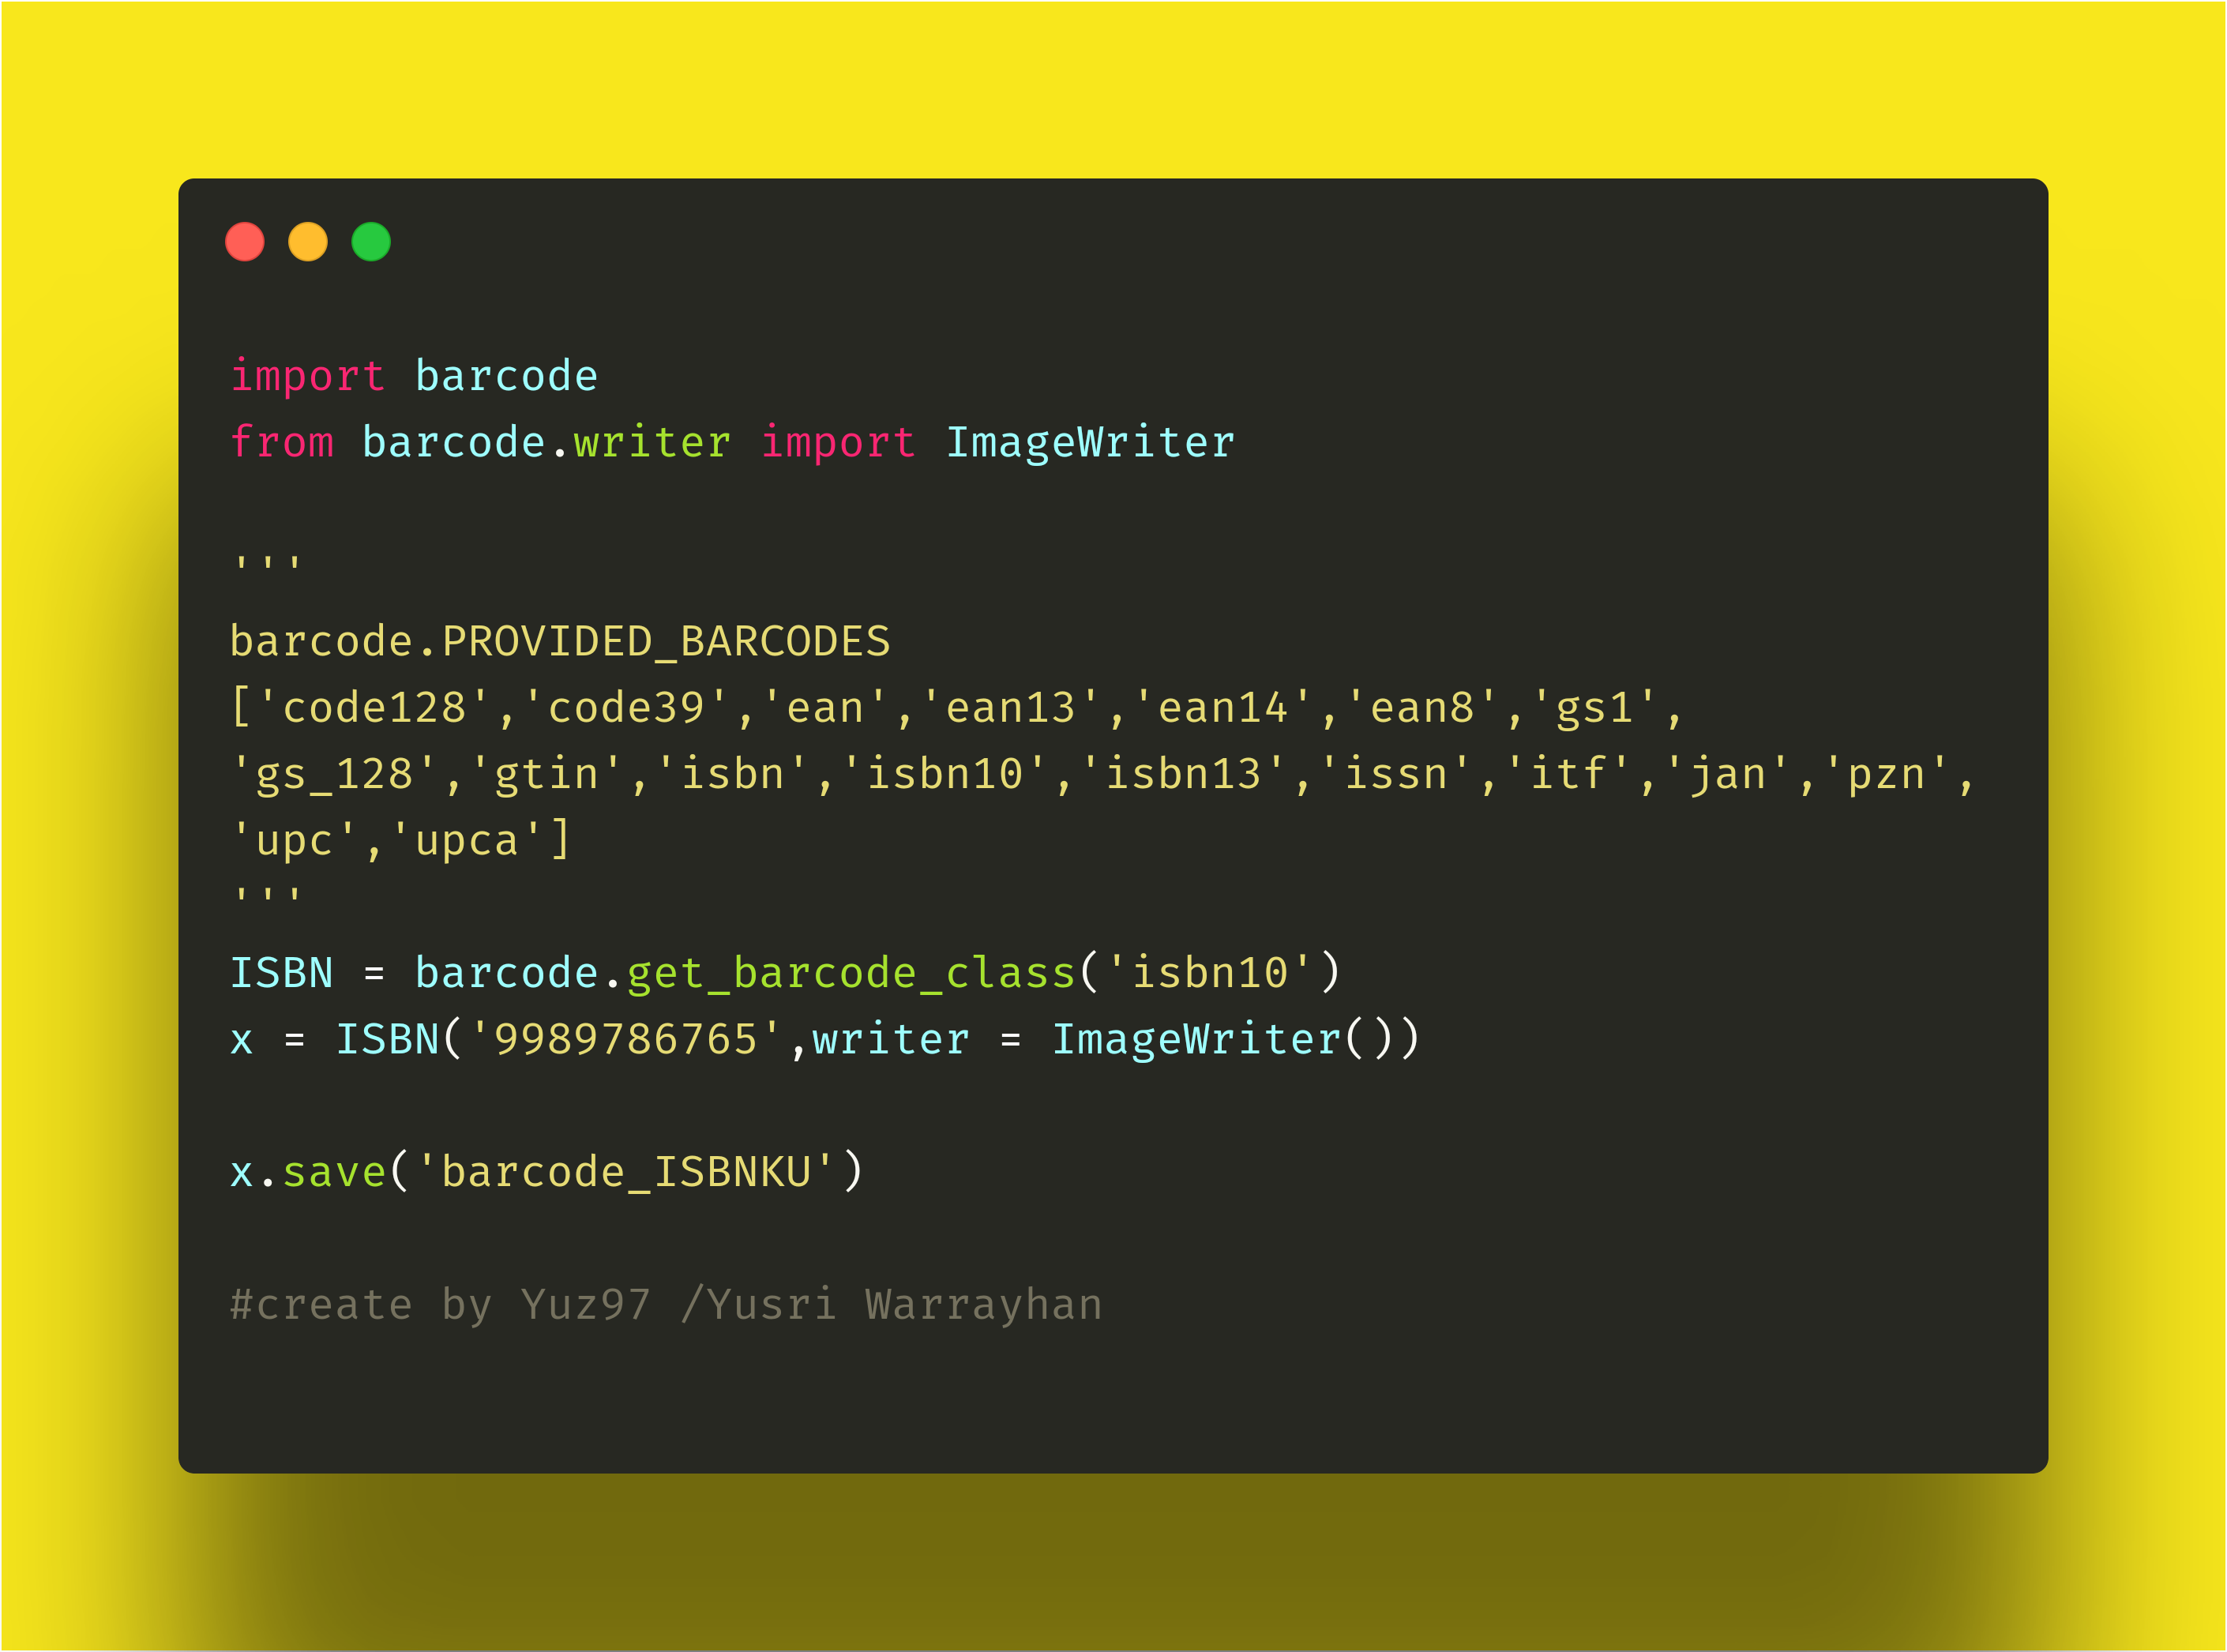 import barcode
from barcode.writer import ImageWriter
'''
barcode.PROVIDED_BARCODES
['code128','code39','ean','ean13','ean14','ean8','gs1',
'gs_128','gtin','isbn','isbn10','isbn13','issn','itf','jan','pzn',
'upc','upca']
'''
ISBN = barcode.get_barcode_class('isbn10')
x = ISBN('9989786765',writer = ImageWriter())
x.save('barcode_ISBNKU')
#create by Yuz97 /Yusri Warrayhan